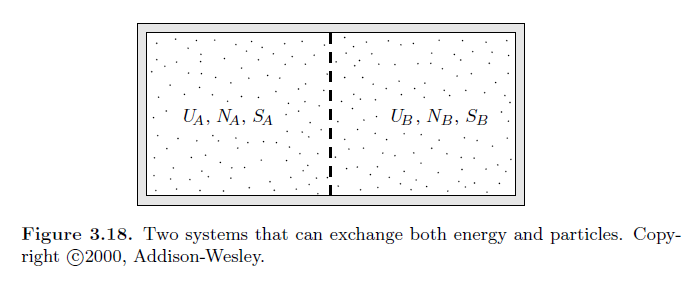 U_A, N_A, S_A U_B, N_B, S_B
Figure 3.18. Two systems that can exchange both energy and particles. Copy-
right ©2000, Addison-Wesley.